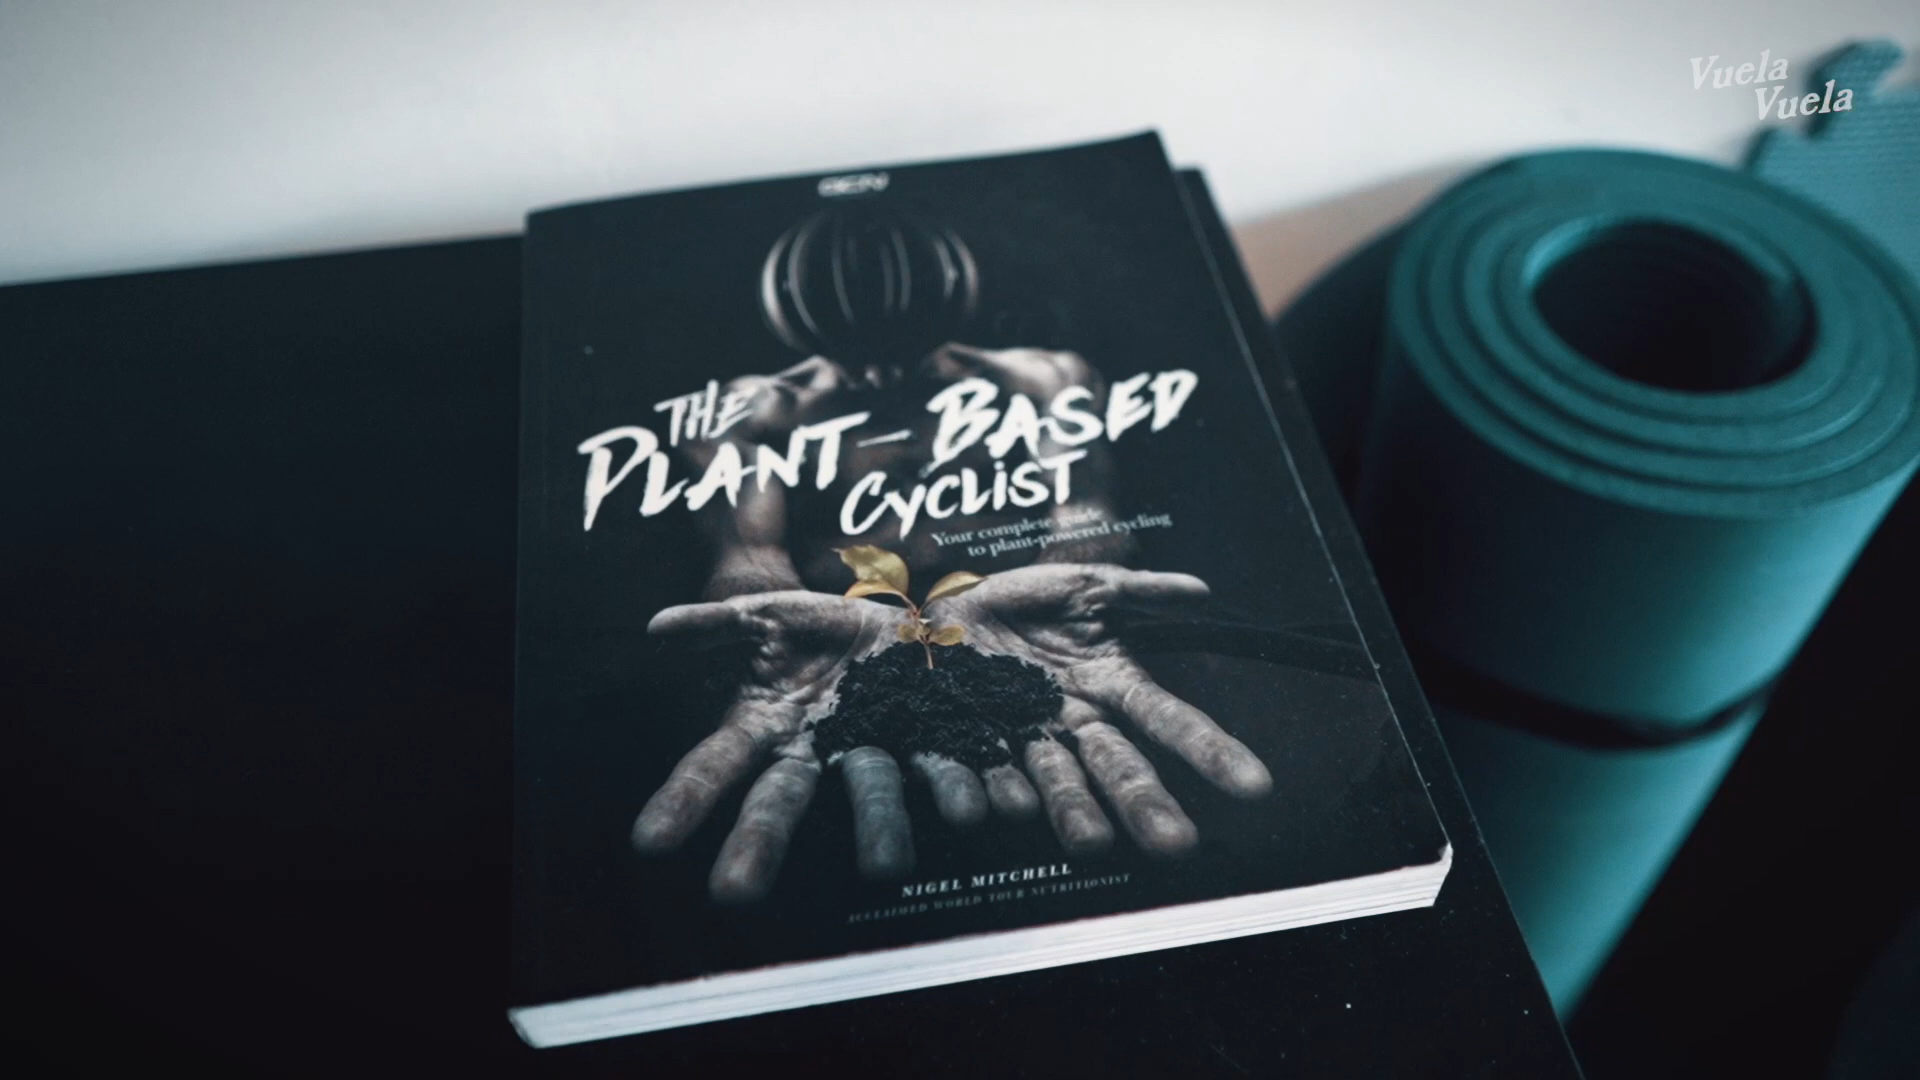 Vuela
Vuela
GCN
THE
PLANT-BASED
CYCLIST
Your complete guide
to plant-powered cycling
NIGEL MITCHELL
ACCLAIMED WORLD TOUR NUTRITIONIST